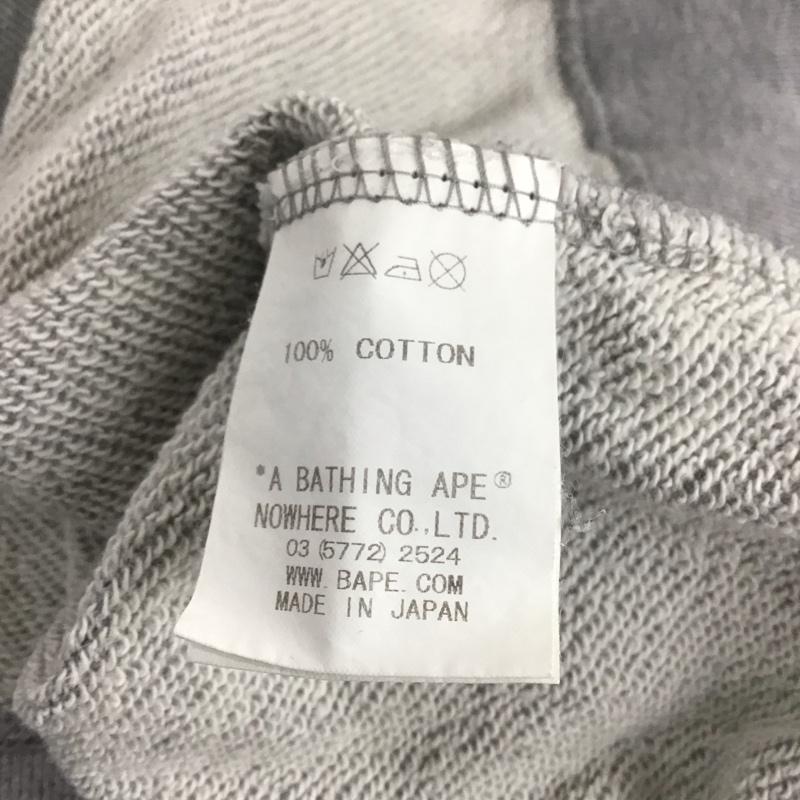 100% COTTON
*A BATHING APE®
NOWHERE CO.,LTD.
03 (5772) 2524
WWW. BAPE. COM
MADE IN JAPAN